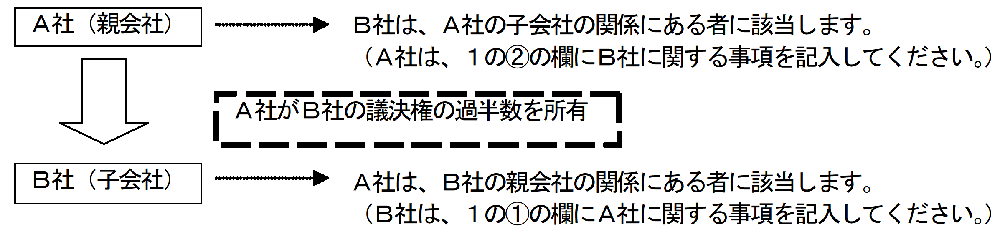 Ａ社（親会社）
Ｂ社は、Ａ社の子会社の関係にある者に該当します。
（Ａ社は、１の②の欄にＢ社に関する事項を記入してください。）
Ａ社がＢ社の議決権の過半数を所有
Ｂ社（子会社）
Ａ社は、Ｂ社の親会社の関係にある者に該当します。
（Ｂ社は、１の①の欄にＡ社に関する事項を記入してください。）